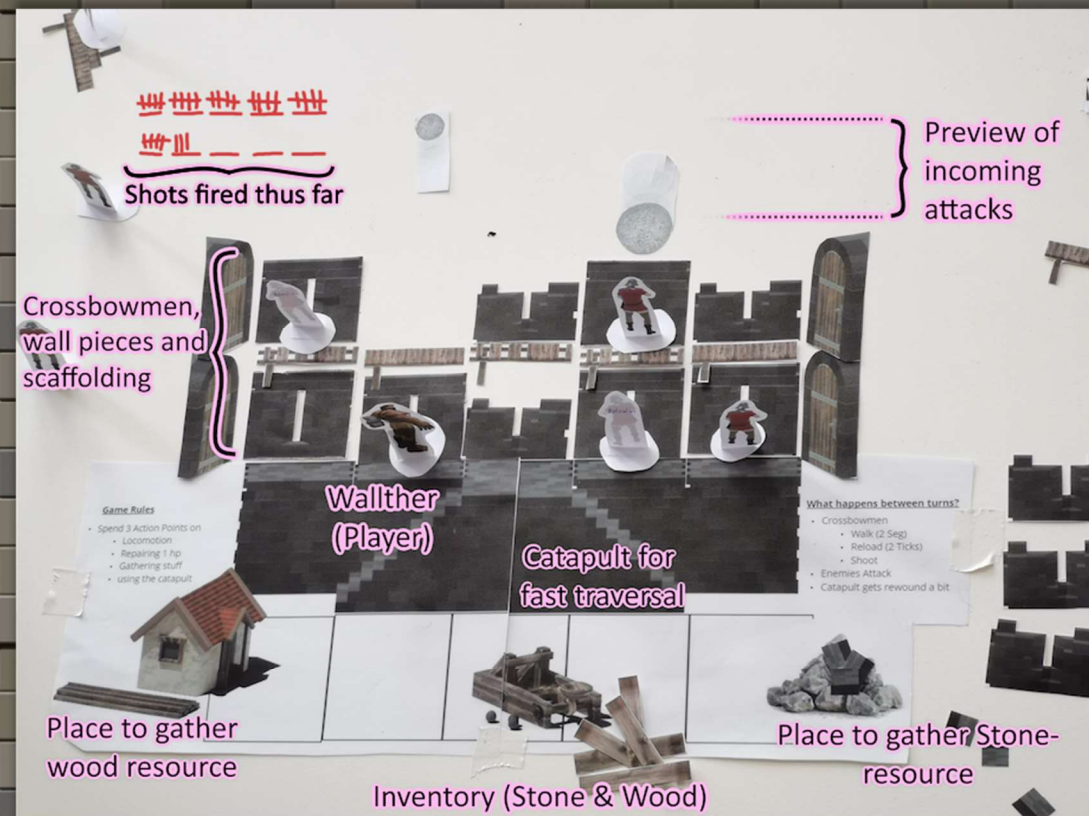 Shots fired thus far
Preview of
incoming
attacks
Crossbowmen,
wall pieces and
scaffolding
Game Rules
• Spend 3 Action Points on
• Locomotion
• Repairing 1 hp
• Gathering stuff
• using the catapult
Wallther
(Player)
Catapult for
fast traversal
What happens between turns?
• Crossbowmen
• Walk (2 Seg)
• Reload (2 Ticks)
• Shoot
• Enemies Attack
• Catapult gets rewound a bit
Place to gather
wood resource
Place to gather Stone-
resource
Inventory (Stone & Wood)